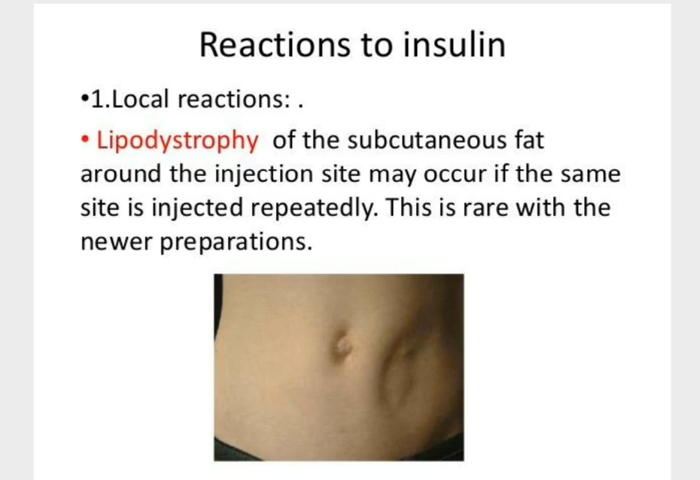 Reactions to insulin
•1.Local reactions: .
• Lipodystrophy of the subcutaneous fat
around the injection site may occur if the same
site is injected repeatedly. This is rare with the
newer preparations.